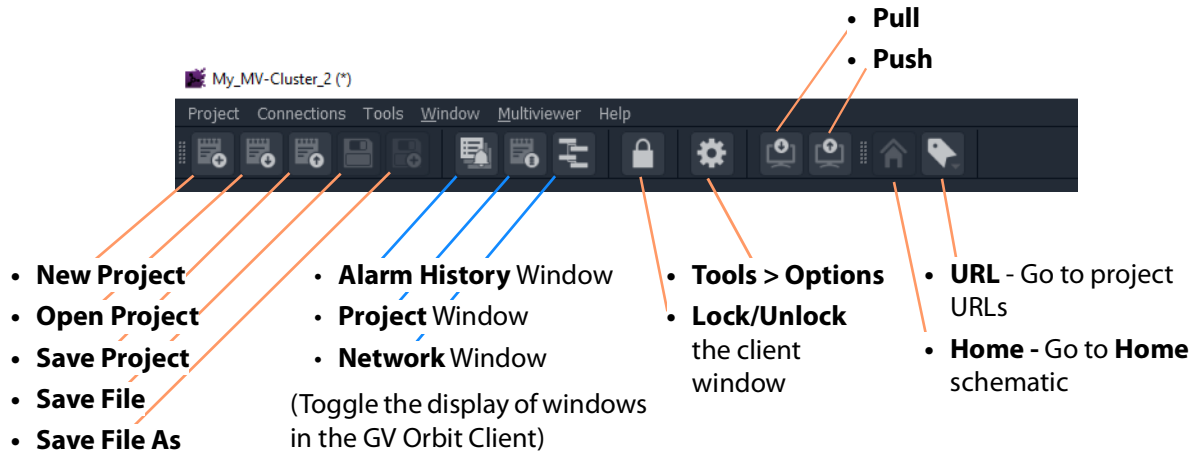 • Pull
• Push
My_MV-Cluster_2 (*)
Project Connections Tools Window Multiviewer Help
• New Project
• Open Project
• Save Project
• Save File
• Save File As
• Alarm History Window
• Project Window
• Network Window
(Toggle the display of windows
in the GV Orbit Client)
• Tools > Options
• Lock/Unlock
the client
window
• URL - Go to project
URLs
• Home - Go to Home
schematic